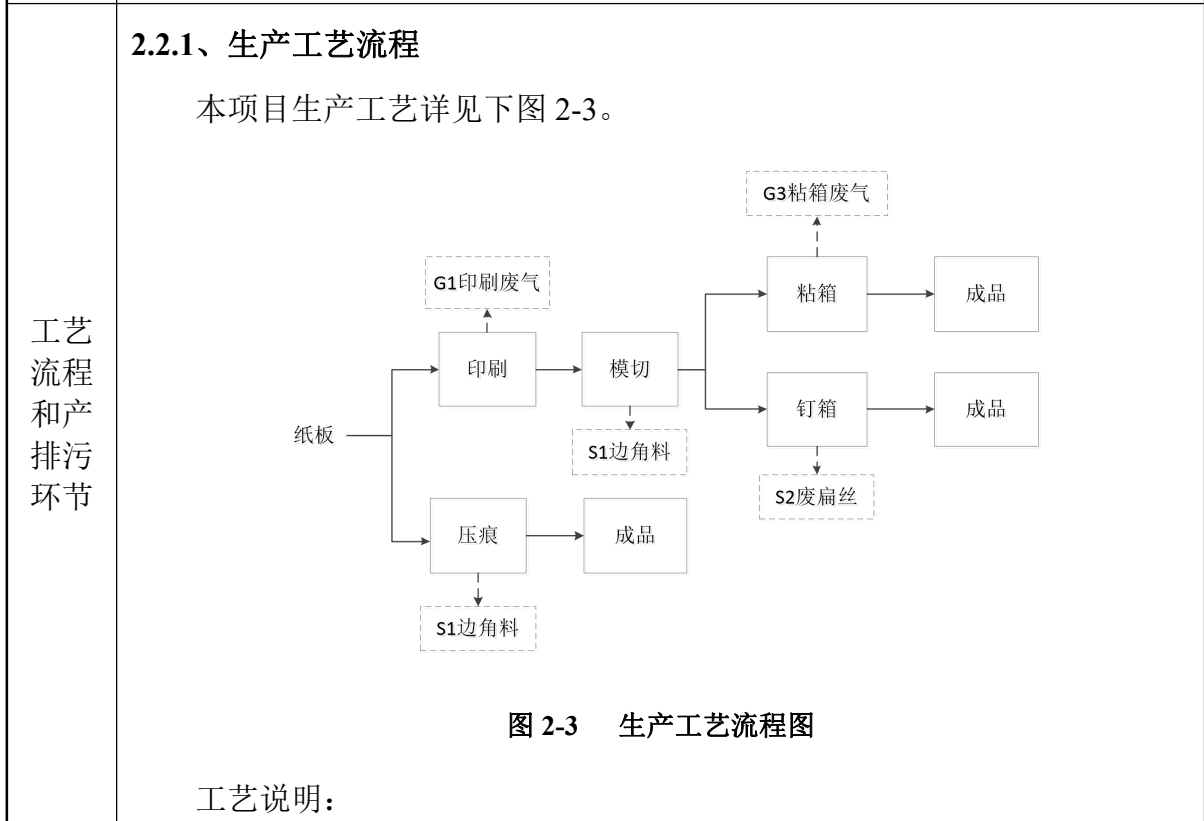 2.2.1、生产工艺流程
本项目生产工艺详见下图 2-3。
G3粘箱废气
G1印刷废气
粘箱
成品
印刷
模切
钉箱
成品
纸板
S1边角料
S2废扁丝
压痕
成品
S1边角料
工艺
流程
和产
排污
环节
图 2-3 生产工艺流程图
工艺说明：